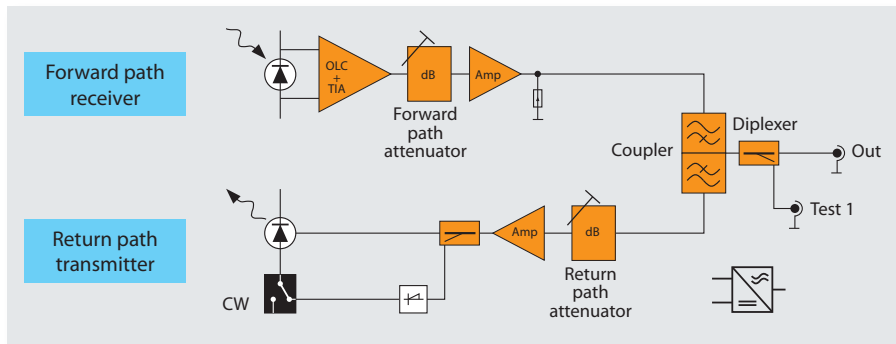 Forward path
receiver
OLC
+
TIA
dB
Amp
Forward
path
attenuator
Coupler
Diplexer
Out
Test 1
Return path
transmitter
CW
Amp
dB
Return
path
attenuator